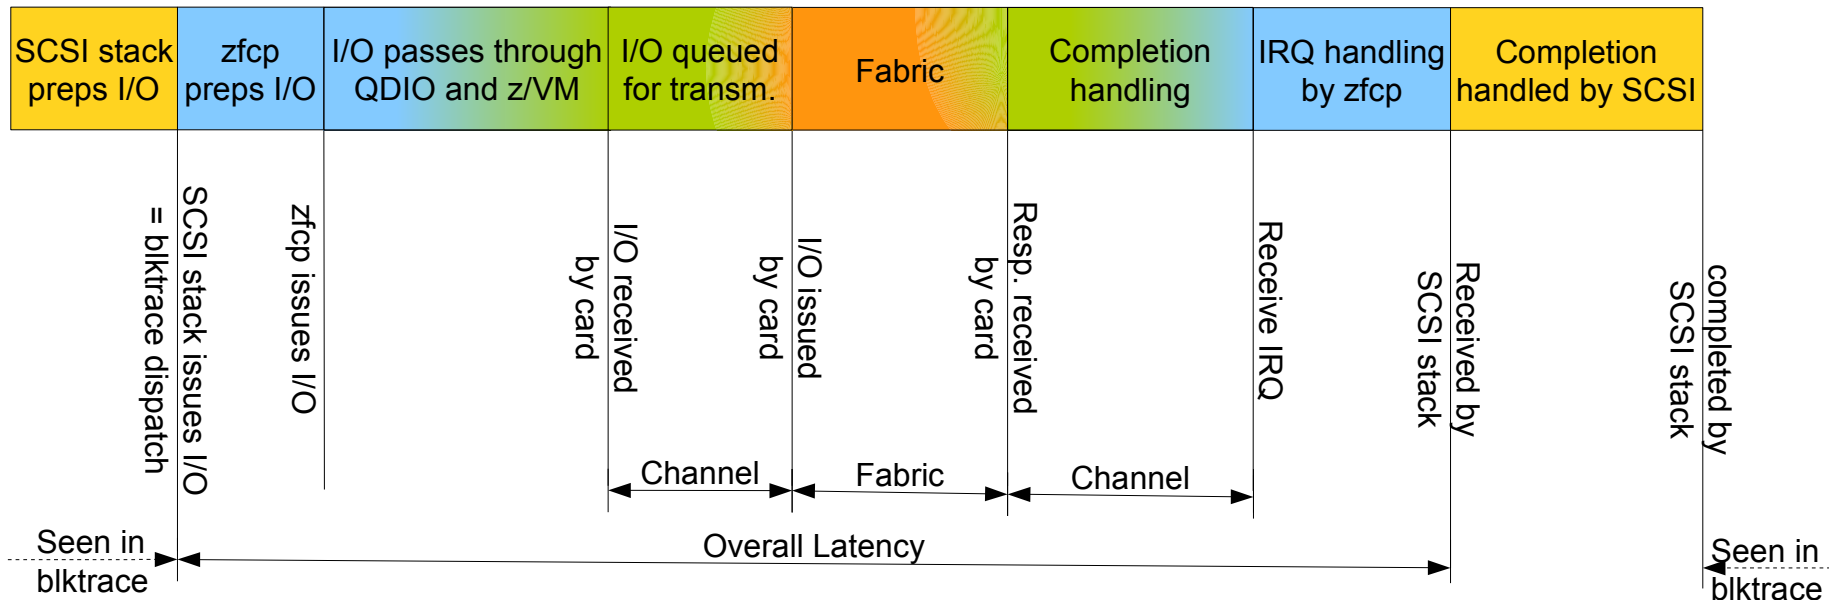 SCSI stack
preps I/O
zfcp
preps I/O
I/O passes through
QDIO and z/VM
I/O queued
for transm.
Fabric
Completion
handling
IRQ handling
by zfcp
Completion
handled by SCSI
SCSI stack issues I/O
= blktrace dispatch
zfcp issues I/O
I/O received
by card
I/O issued
by card
Resp. received
by card
Receive IRQ
Received by
SCSI stack
completed by
SCSI stack
Channel
Fabric
Channel
Seen in
blktrace
Overall Latency
Seen in
blktrace